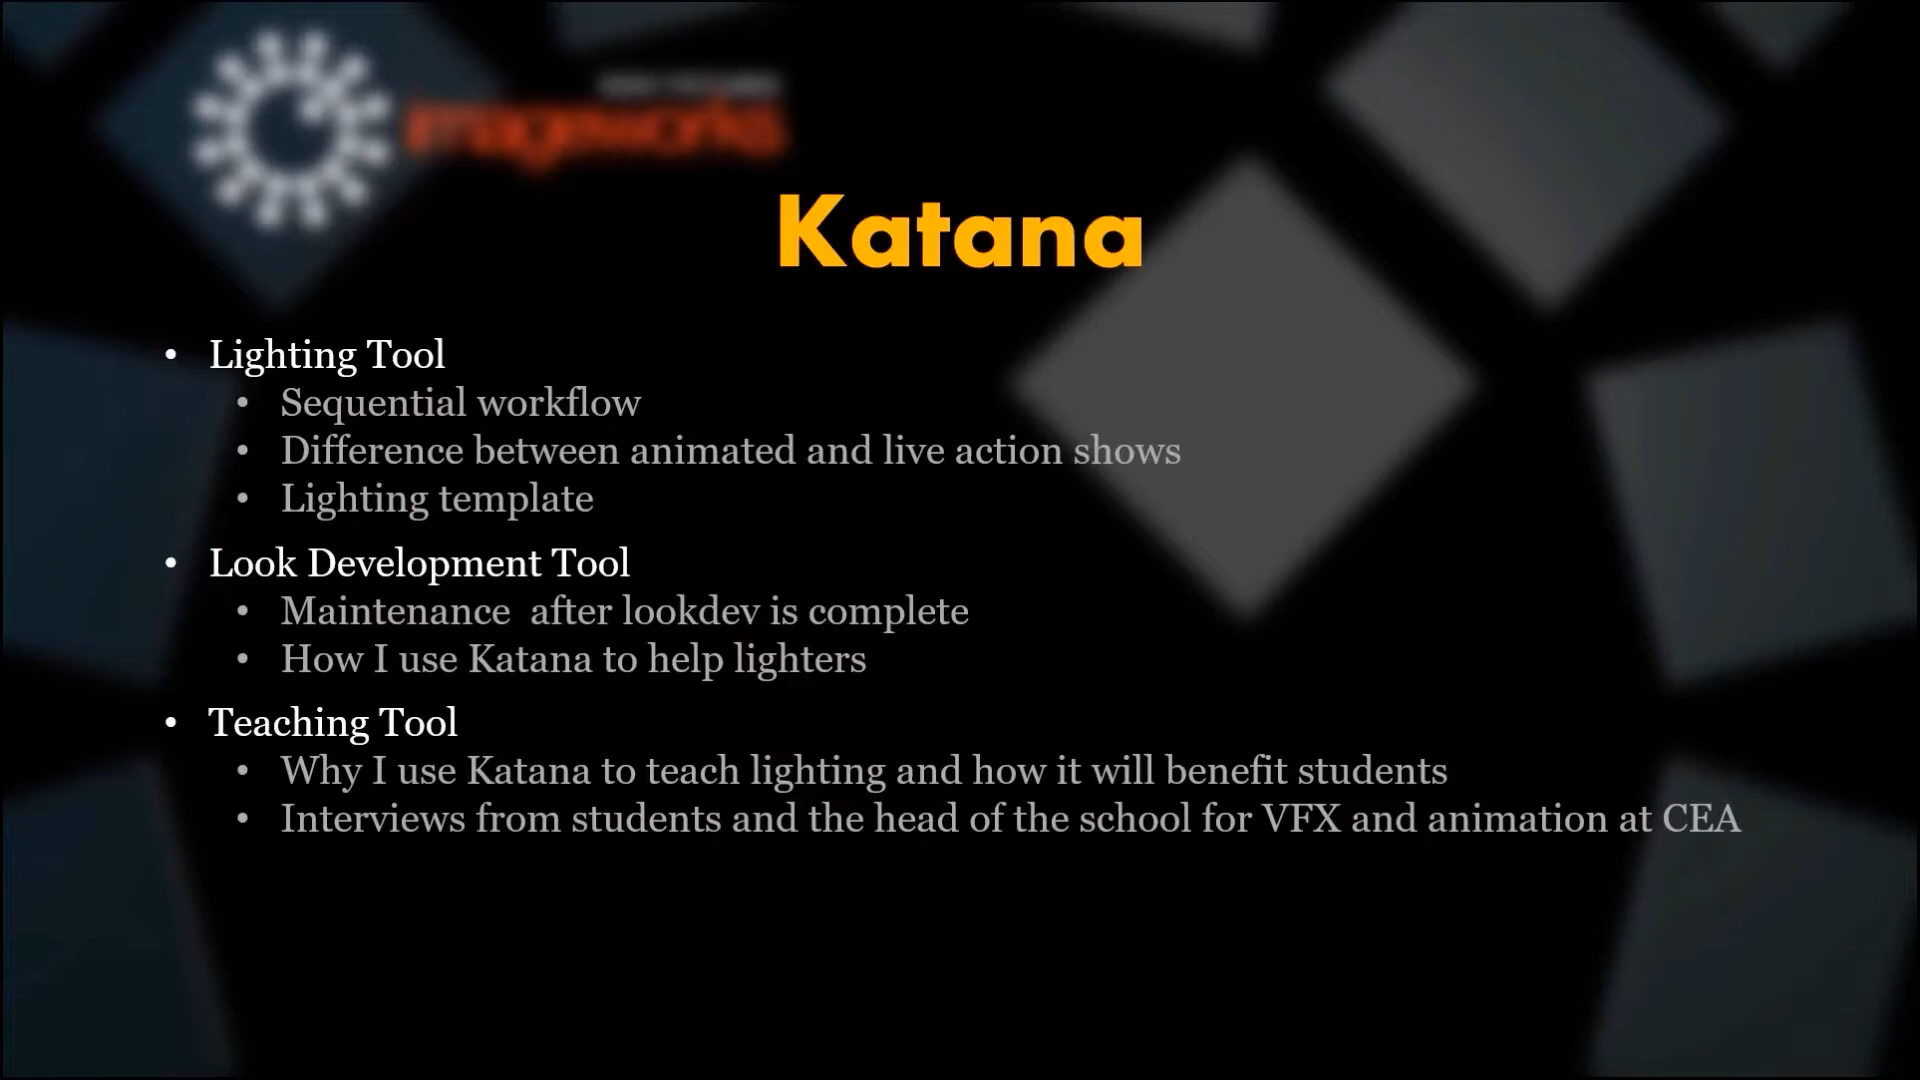 imageworks
Katana
• Lighting Tool
• Sequential workflow
• Difference between animated and live action shows
• Lighting template
• Look Development Tool
• Maintenance  after lookdev is complete
• How I use Katana to help lighters
• Teaching Tool
• Why I use Katana to teach lighting and how it will benefit students
• Interviews from students and the head of the school for VFX and animation at CEA